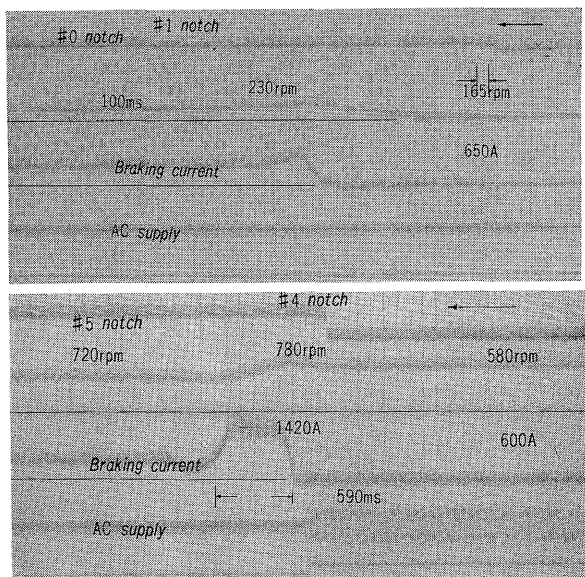 #0 notch
#1 notch
100ms
230rpm
165rpm
650A
Braking current
AC supply
#4 notch
#5 notch
720rpm
780rpm
580rpm
1420A
600A
Braking current
590ms
AC supply